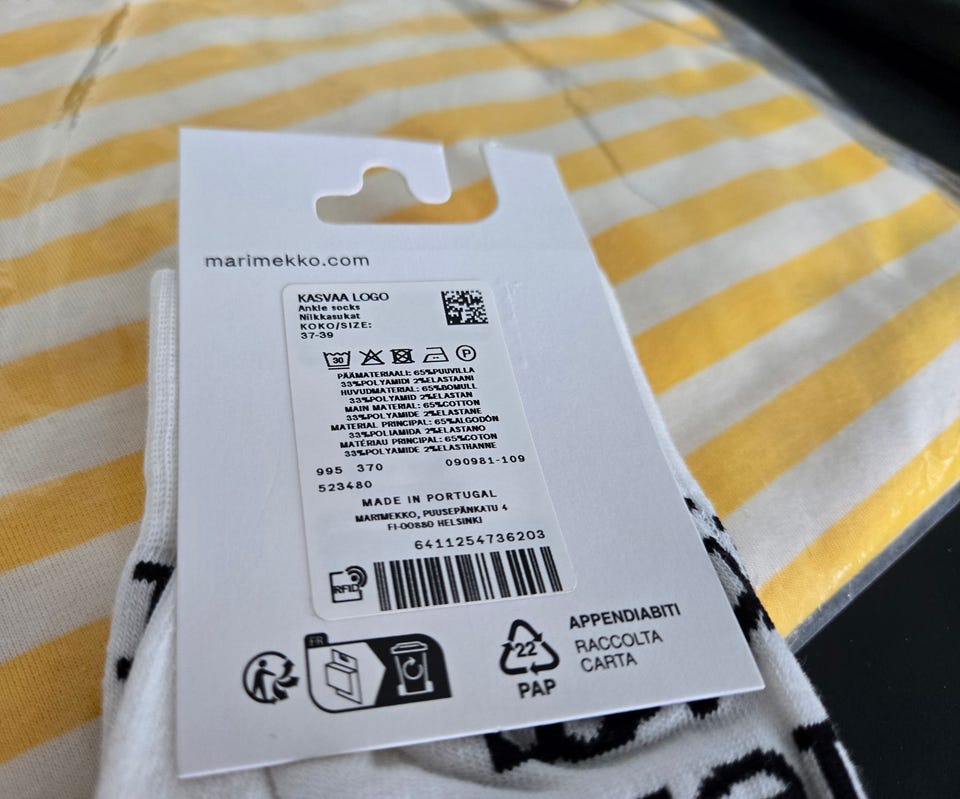 marimekko.com
KASVAA LOGO
Ankle socks
Nilkkasukat
KOKO/SIZE:
37-39
30
P
PÄÄMATERIAALI: 65%PUUVILLA
33%POLYAMIDI 2%ELASTAANI
HUVUDMATERIAL: 65%BOMULL
33%POLYAMID 2%ELASTAN
MAIN MATERIAL: 65%COTTON
33%POLYAMIDE 2%ELASTANE
MATERIAL PRINCIPAL: 65%ALGODÓN
33%POLIAMIDA 2%ELASTANO
MATÉRIAU PRINCIPAL: 65%COTON
33%POLYAMIDE 2%ELASTHANNE
995 370 090981-109
523480
MADE IN PORTUGAL
MARIMEKKO, PUUSEPÄNKATU 4
FI-00880 HELSINKI
6411254736203
RFID
FR
22
PAP
APPENDIABITI
RACCOLTA
CARTA